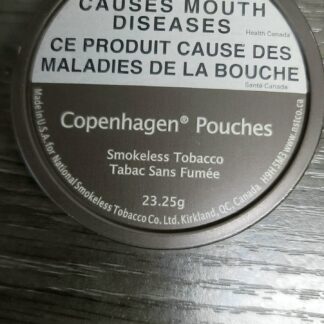 CAUSES MOUTH
DISEASES
Health Canada
CE PRODUIT CAUSE DES
MALADIES DE LA BOUCHE
Santé Canada
Copenhagen® Pouches
Smokeless Tobacco
Tabac Sans Fumée
23.25g
Made in U.S.A. for National Smokeless Tobacco Co. Ltd. Kirkland, QC, Canada H9H 5M3 www.nstco.ca